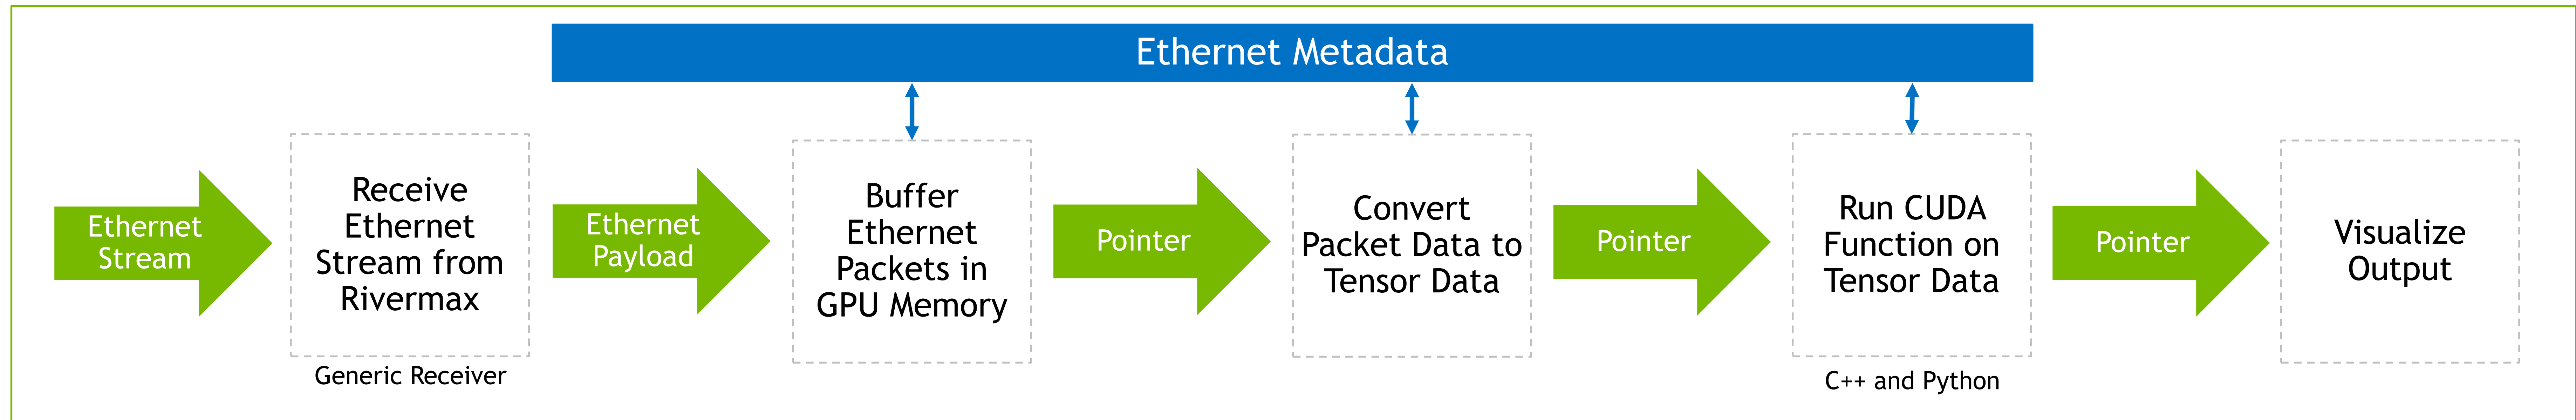 Ethernet Metadata
Ethernet
Stream
Receive
Ethernet
Stream from
Rivermax
Generic Receiver
Ethernet
Payload
Buffer
Ethernet
Packets in
GPU Memory
Pointer
Convert
Packet Data to
Tensor Data
Pointer
Run CUDA
Function on
Tensor Data
C++ and Python
Pointer
Visualize
Output